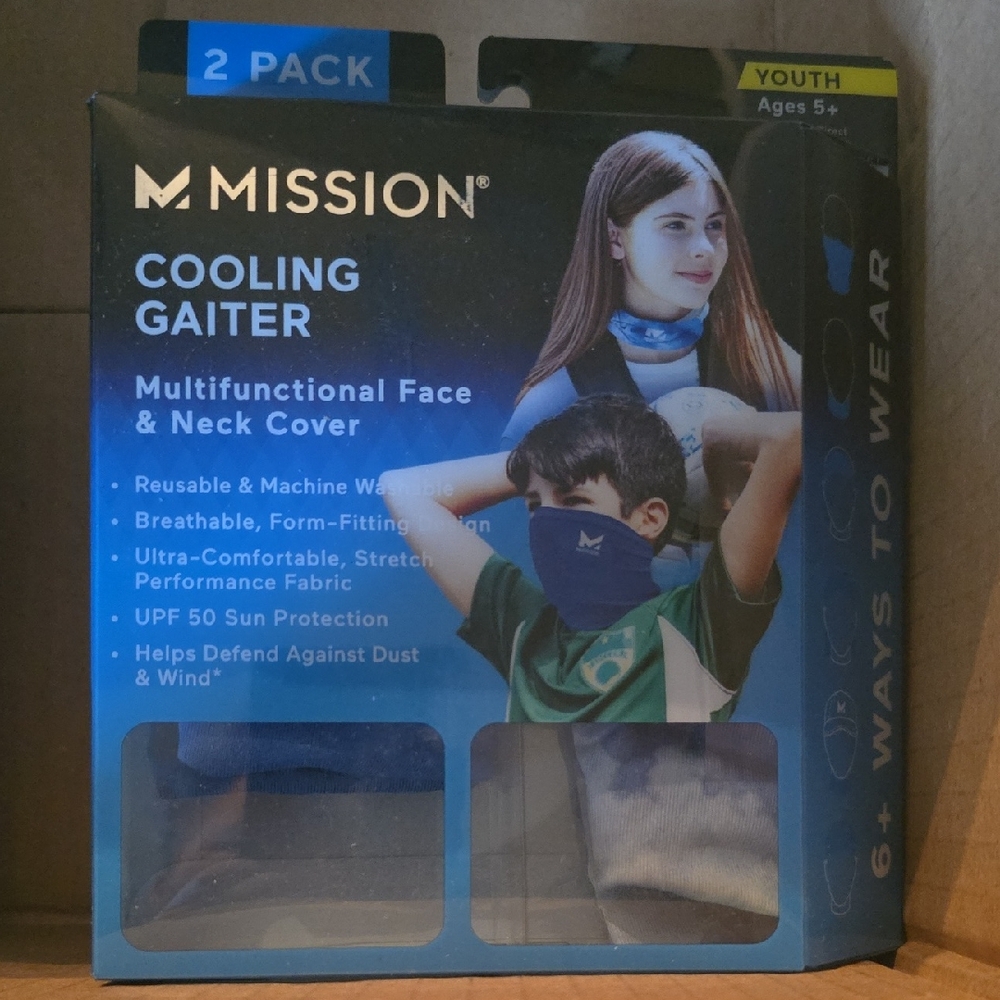 2 PACK
YOUTH
Ages 5+
MISSION®
COOLING
GAITER
Multifunctional Face
& Neck Cover
• Reusable & Machine Washable
• Breathable, Form-Fitting Design
• Ultra-Comfortable, Stretch
Performance Fabric
• UPF 50 Sun Protection
• Helps Defend Against Dust
& Wind*
MISSION
6+ WAYS TO WEAR